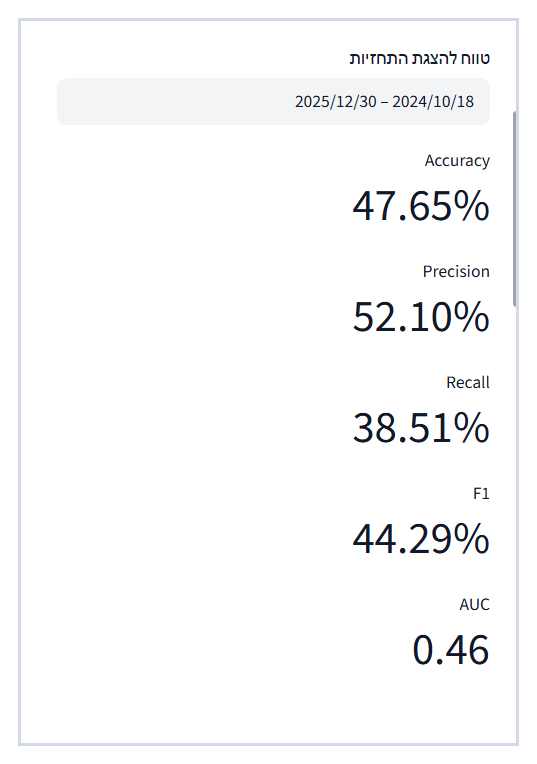 טווח להצגת התחזיות
2024/10/18 – 2025/12/30
Accuracy
47.65%
Precision
52.10%
Recall
38.51%
F1
44.29%
AUC
0.46